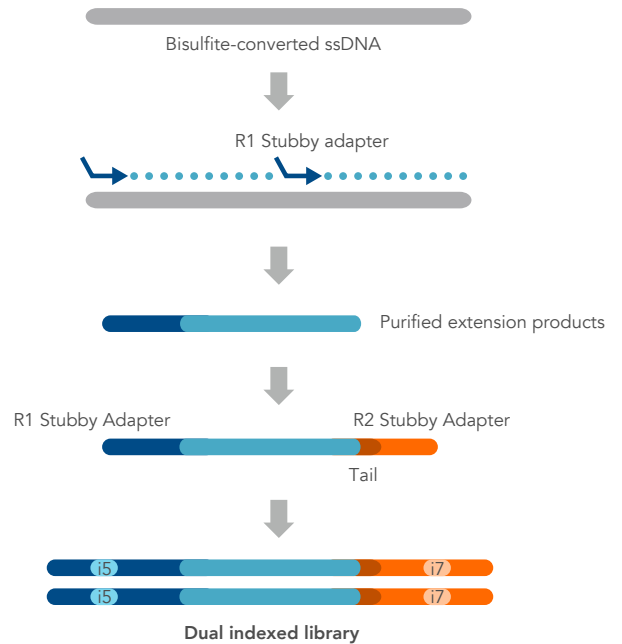 Bisulfite-converted ssDNA
R1 Stubby adapter
Purified extension products
R1 Stubby Adapter
R2 Stubby Adapter
Tail
i5
i7
i5
i7
Dual indexed library